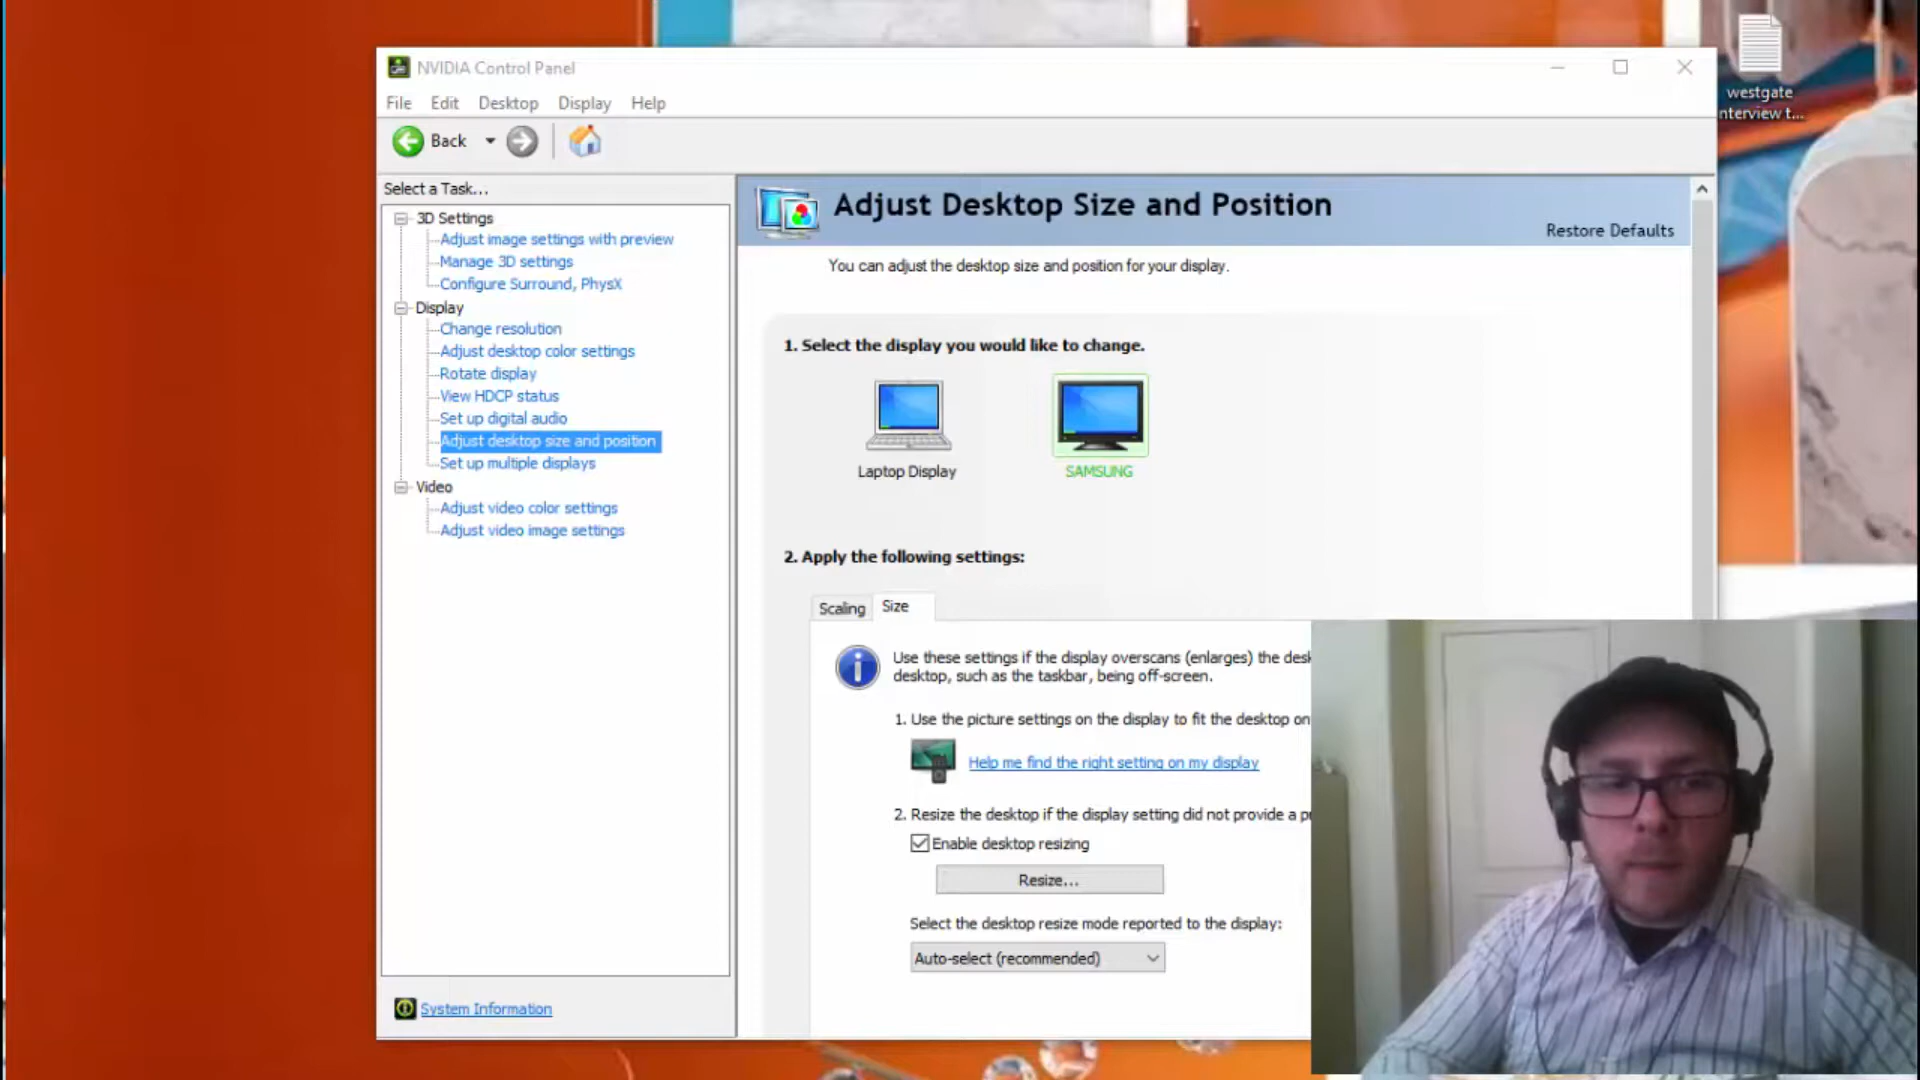 NVIDIA Control Panel
westgate
nterview t...
File Edit Desktop Display Help
Back
Select a Task...
3D Settings
Adjust image settings with preview
Manage 3D settings
Configure Surround, PhysX
Display
Change resolution
Adjust desktop color settings
Rotate display
View HDCP status
Set up digital audio
Adjust desktop size and position
Set up multiple displays
Video
Adjust video color settings
Adjust video image settings
System Information
Adjust Desktop Size and Position
Restore Defaults
You can adjust the desktop size and position for your display.
1. Select the display you would like to change.
Laptop Display SAMSUNG
2. Apply the following settings:
Scaling Size
Use these settings if the display overscans (enlarges) the desk
desktop, such as the taskbar, being off-screen.
1. Use the picture settings on the display to fit the desktop on
Help me find the right setting on my display
2. Resize the desktop if the display setting did not provide a p
Enable desktop resizing
Resize...
Select the desktop resize mode reported to the display:
Auto-select (recommended)